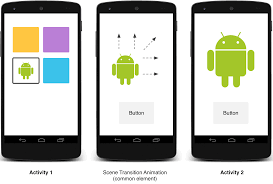 Button
Button
Activity 1
Scene Transition Animation
(common element)
Activity 2